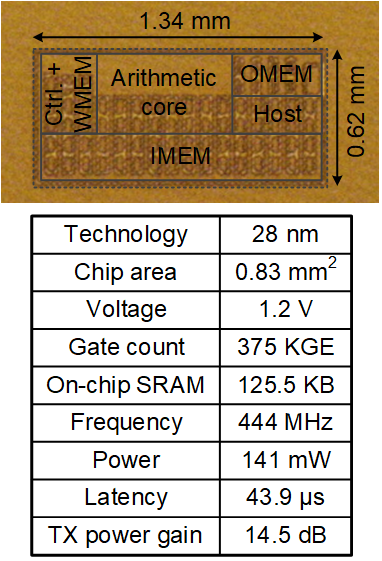 1.34 mm
Ctrl. +
WMEM
Arithmetic
core
OMEM
Host
IMEM
0.62 mm
Technology 28 nm
Chip area 0.83 mm²
Voltage 1.2 V
Gate count 375 KGE
On-chip SRAM 125.5 KB
Frequency 444 MHz
Power 141 mW
Latency 43.9 µs
TX power gain 14.5 dB